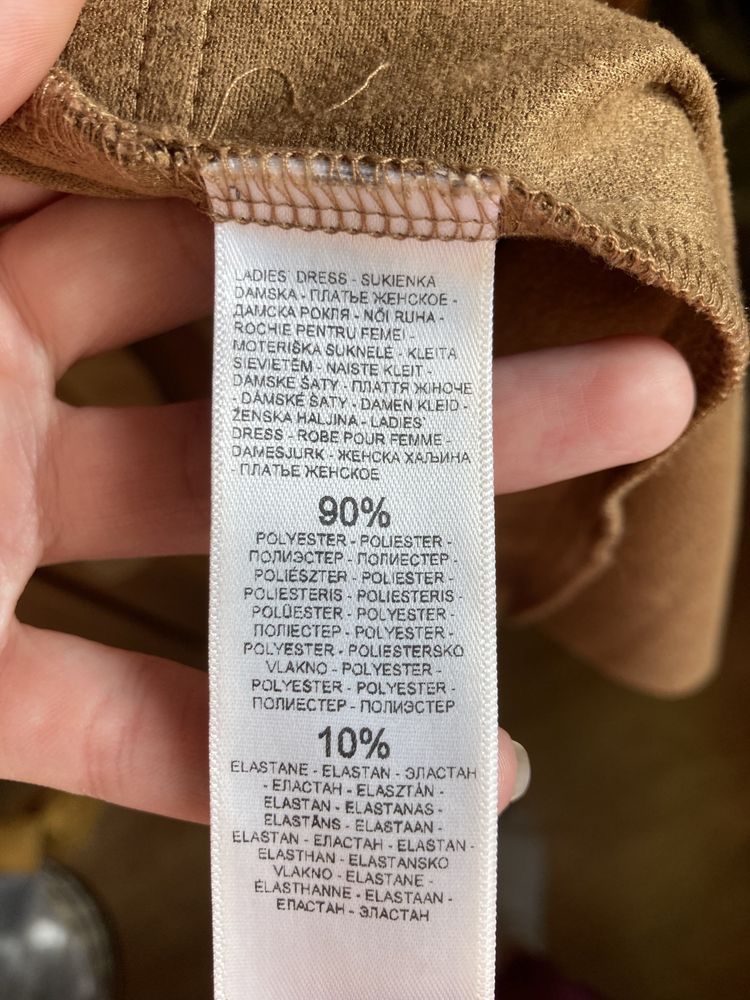 LADIES' DRESS - SUKIENKA
DAMSKA - ПЛАТЬЕ ЖЕНСКОЕ -
ДАМСКА РОКЛЯ - NŐI RUHA -
ROCHIE PENTRU FEMEI -
MOTERIŠKA SUKNELĖ - KLEITA
SIEVIETĒM - NAISTE KLEIT -
DÁMSKE ŠATY - ПЛАТТЯ ЖІНОЧЕ
- DÁMSKÉ ŠATY - DAMEN KLEID -
ŽENSKA HALJINA - LADIES'
DRESS - ROBE POUR FEMME -
DAMESJURK - ЖЕНСКА ХАЉИНА
- ПЛАТЬЕ ЖЕНСКОЕ
90%
POLYESTER - POLIESTER -
ПОЛИЭСТЕР - ПОЛИЕСТЕР -
POLIÉSZTER - POLIESTER -
POLIESTERIS - POLIESTERIS -
POLÜESTER - POLYESTER -
ПОЛІЕСТЕР - POLYESTER -
POLYESTER - POLIESTERSKO
VLAKNO - POLYESTER -
POLYESTER - POLYESTER -
ПОЛИЕСТЕР - ПОЛИЭСТЕР
10%
ELASTANE - ELASTAN - ЭЛАСТАН
- ЕЛАСТАН - ELASZTÁN -
ELASTAN - ELASTANAS -
ELASTĀNS - ELASTAAN -
ELASTAN - ЕЛАСТАН - ELASTAN -
ELASTHAN - ELASTANSKO
VLAKNO - ELASTANE -
ÉLASTHANNE - ELASTAAN -
ЕЛАСТАН - ЭЛАСТАН